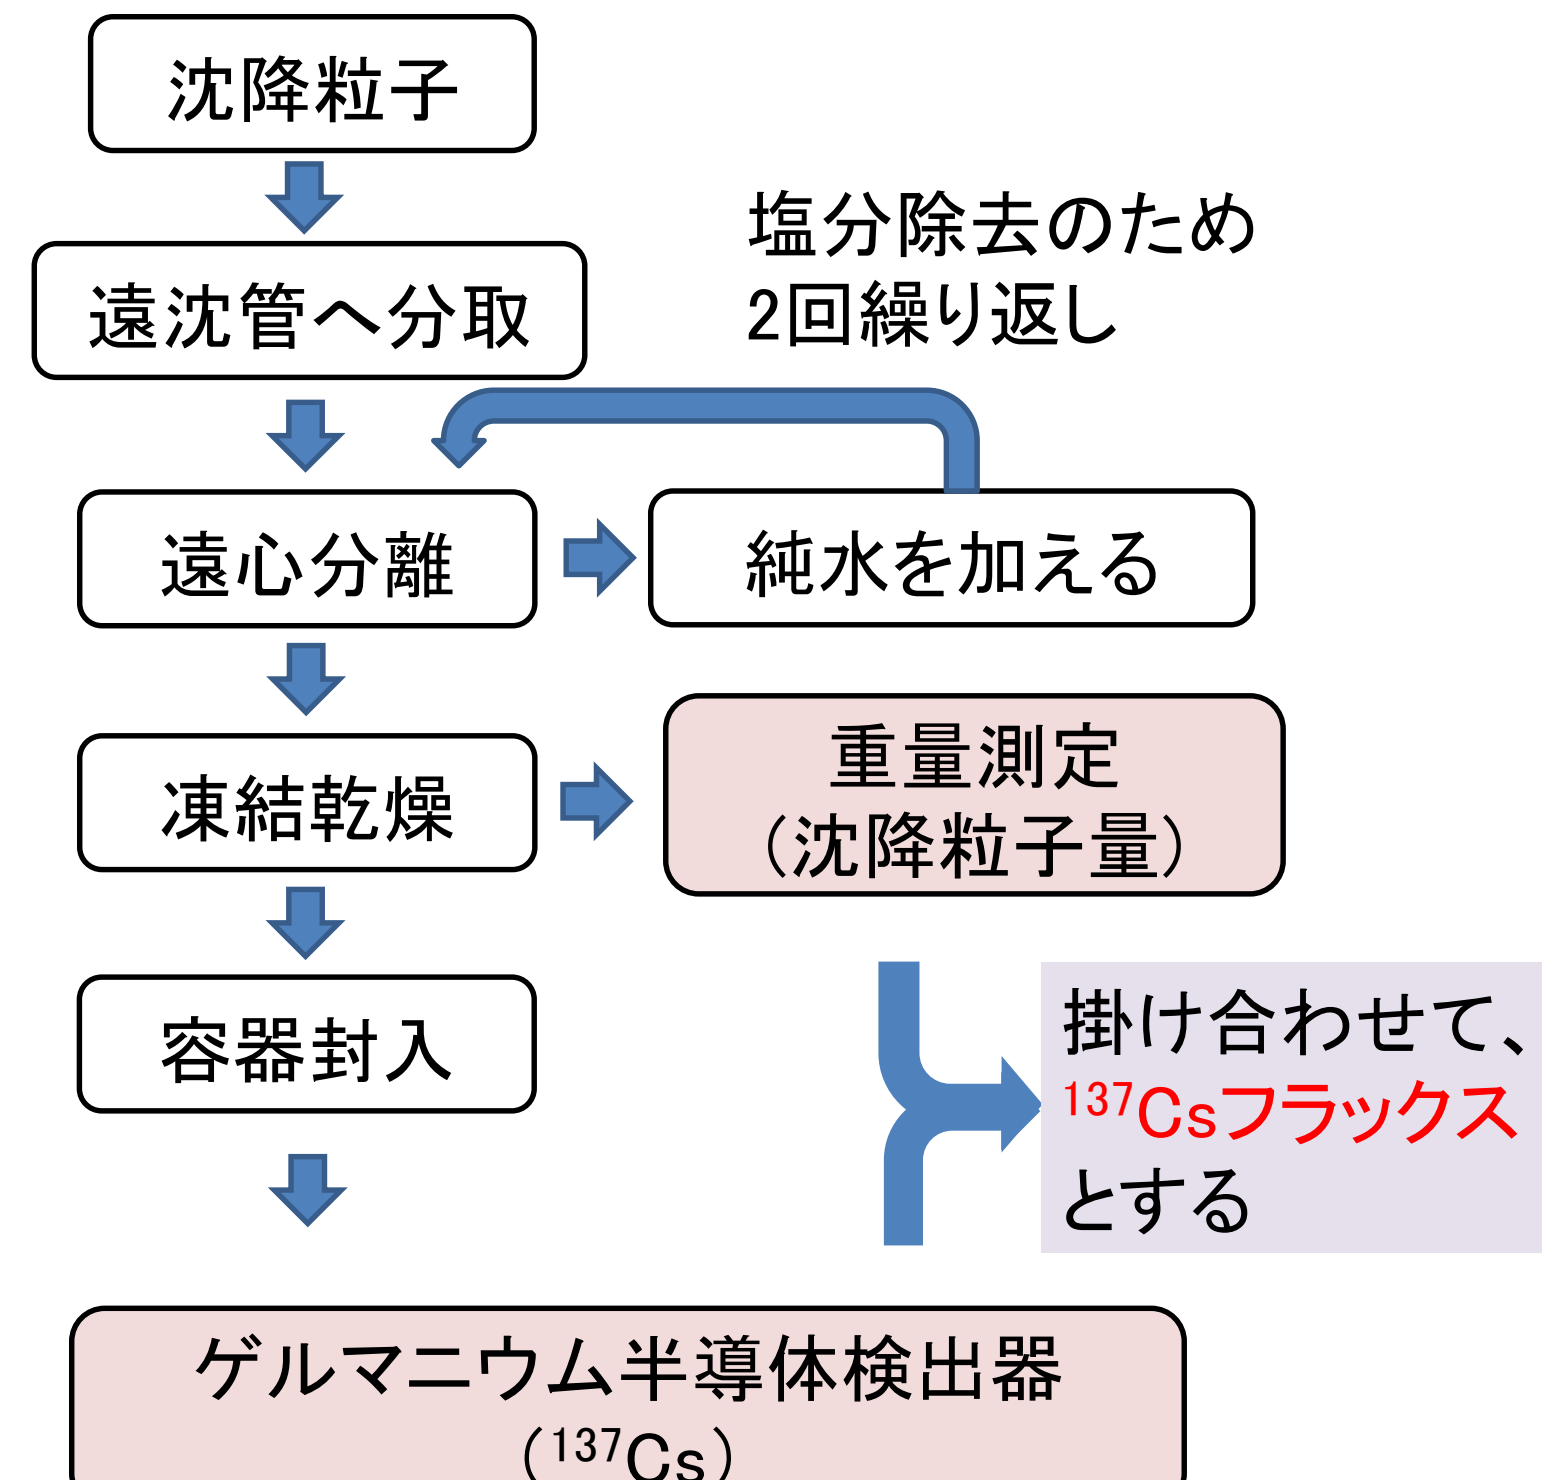 沈降粒子
遠沈管へ分取
塩分除去のため
2回繰り返し
遠心分離
純水を加える
凍結乾燥
重量測定
（沈降粒子量）
容器封入
掛け合わせて、
¹³⁷Csフラックス
とする
ゲルマニウム半導体検出器
（¹³⁷Cs）